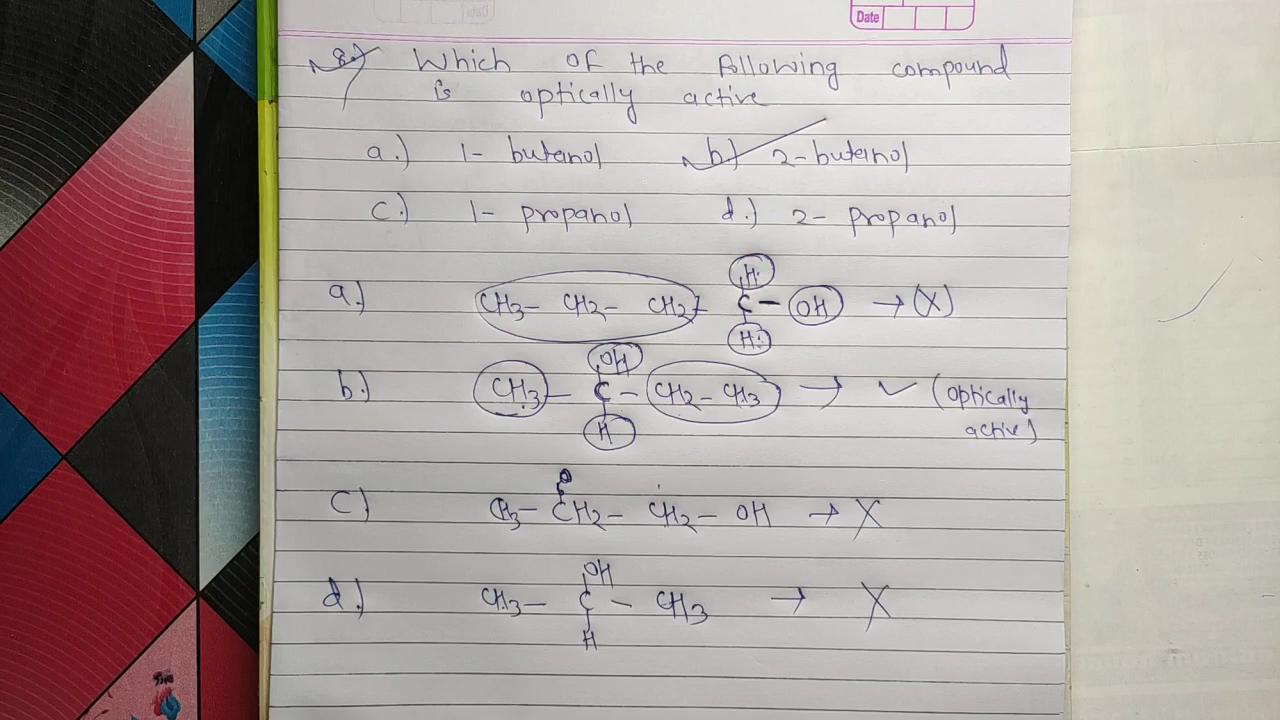 Date
8.) Which of the following compound
is optically active
a.) 1- butanol b) 2-butanol
c.) 1- propanol d.) 2- propanol
H
a.) CH3- CH2- CH2- C - OH → (X)
H
OH
b.) CH3 - C - CH2 - CH3 → ✓ (optically
H active)
c) CH3- CH2- CH2- OH → X
OH
d.) CH3- C - CH3 → X
H